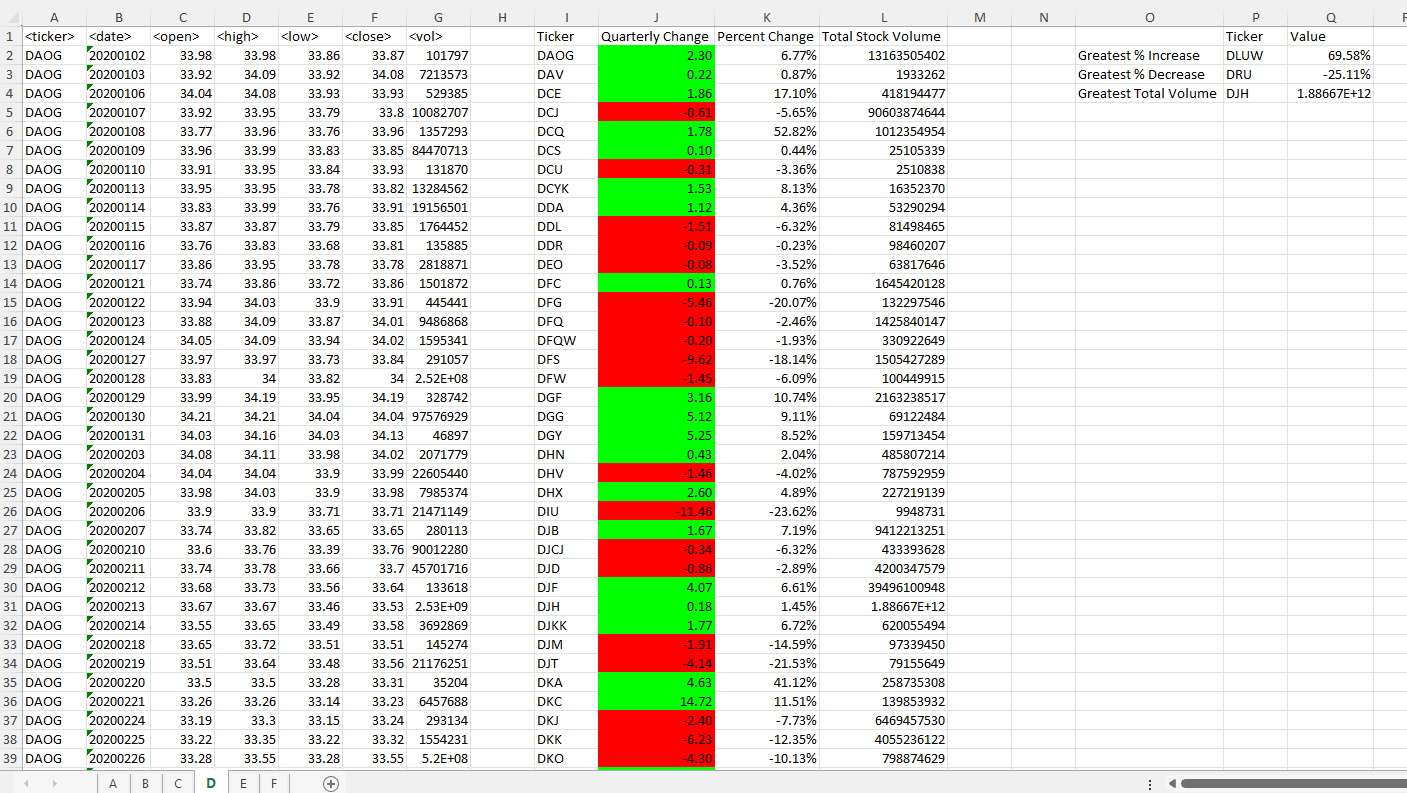 A B C D E F G H I J K L M N O P Q
1 <ticker> <date> <open> <high> <low> <close> <vol> Ticker Quarterly Change Percent Change Total Stock Volume Ticker Value
2 DAOG 20200102 33.98 33.98 33.86 33.87 101797 DAOG 2.30 6.77% 13163505402 Greatest % Increase DLUW 69.58%
3 DAOG 20200103 33.92 34.09 33.92 34.08 7213573 DAV 0.22 0.87% 1933262 Greatest % Decrease DRU -25.11%
4 DAOG 20200106 34.04 34.08 33.93 33.93 529385 DCE 1.86 17.10% 418194477 Greatest Total Volume DJH 1.88667E+12
5 DAOG 20200107 33.92 33.95 33.79 33.8 10082707 DCJ -0.61 -5.65% 90603874644
6 DAOG 20200108 33.77 33.96 33.76 33.96 1357293 DCQ 1.78 52.82% 1012354954
7 DAOG 20200109 33.96 33.99 33.83 33.85 84470713 DCS 0.10 0.44% 25105339
8 DAOG 20200110 33.91 33.95 33.84 33.93 131870 DCU -0.31 -3.36% 2510838
9 DAOG 20200113 33.95 33.95 33.78 33.82 13284562 DCYK 1.53 8.13% 16352370
10 DAOG 20200114 33.83 33.99 33.76 33.91 19156501 DDA 1.12 4.36% 53290294
11 DAOG 20200115 33.87 33.87 33.79 33.85 1764452 DDL -1.51 -6.32% 81498465
12 DAOG 20200116 33.76 33.83 33.68 33.81 135885 DDR -0.09 -0.23% 98460207
13 DAOG 20200117 33.86 33.95 33.78 33.78 2818871 DEO -0.08 -3.52% 63817646
14 DAOG 20200121 33.74 33.86 33.72 33.86 1501872 DFC 0.13 0.76% 1645420128
15 DAOG 20200122 33.94 34.03 33.9 33.91 445441 DFG -5.46 -20.07% 132297546
16 DAOG 20200123 33.88 34.09 33.87 34.01 9486868 DFQ -0.10 -2.46% 1425840147
17 DAOG 20200124 34.05 34.09 33.94 34.02 1595341 DFQW -0.20 -1.93% 330922649
18 DAOG 20200127 33.97 33.97 33.73 33.84 291057 DFS -9.62 -18.14% 1505427289
19 DAOG 20200128 33.83 34 33.82 34 2.52E+08 DFW -1.45 -6.09% 100449915
20 DAOG 20200129 33.99 34.19 33.95 34.19 328742 DGF 3.16 10.74% 2163238517
21 DAOG 20200130 34.21 34.21 34.04 34.04 97576929 DGG 5.12 9.11% 69122484
22 DAOG 20200131 34.03 34.16 34.03 34.13 46897 DGY 5.25 8.52% 159713454
23 DAOG 20200203 34.08 34.11 33.98 34.02 2071779 DHN 0.43 2.04% 485807214
24 DAOG 20200204 34.04 34.04 33.9 33.99 22605440 DHV -1.46 -4.02% 787592959
25 DAOG 20200205 33.98 34.03 33.9 33.98 7985374 DHX 2.60 4.89% 227219139
26 DAOG 20200206 33.9 33.9 33.65 33.71 21471149 DIU -11.46 -23.62% 9948731
27 DAOG 20200207 33.74 33.82 33.65 33.65 280113 DJB 1.67 7.19% 9412213251
28 DAOG 20200210 33.6 33.76 33.39 33.76 90012280 DJCJ -0.34 -6.32% 433393628
29 DAOG 20200211 33.74 33.78 33.66 33.7 45701716 DJD -0.86 -2.89% 4200347579
30 DAOG 20200212 33.68 33.73 33.56 33.64 133618 DJF 4.07 6.61% 39496100948
31 DAOG 20200213 33.67 33.67 33.46 33.53 2.53E+09 DJH 0.18 1.45% 1.88667E+12
32 DAOG 20200214 33.55 33.65 33.49 33.58 3692869 DJKK 1.77 6.72% 620055494
33 DAOG 20200218 33.65 33.72 33.51 33.51 145274 DJM -1.91 -14.59% 97339450
34 DAOG 20200219 33.51 33.64 33.48 33.56 21176251 DJT -4.14 -21.53% 79155649
35 DAOG 20200220 33.5 33.5 33.28 33.31 35204 DKA 4.63 41.12% 258735308
36 DAOG 20200221 33.26 33.26 33.14 33.23 6457688 DKC 14.72 11.51% 139853932
37 DAOG 20200224 33.19 33.3 33.15 33.24 293134 DKJ -2.40 -7.73% 6469457530
38 DAOG 20200225 33.22 33.35 33.22 33.32 1554231 DKK -6.23 -12.35% 4055236122
39 DAOG 20200226 33.28 33.55 33.28 33.55 5.2E+08 DKO -4.30 -10.13% 798874629
A B C D E F